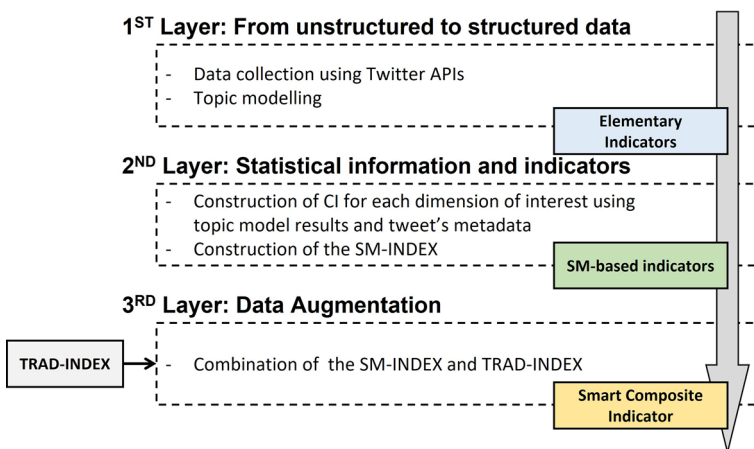 1ST Layer: From unstructured to structured data
- Data collection using Twitter APIs
- Topic modelling
Elementary
Indicators
2ND Layer: Statistical information and indicators
- Construction of CI for each dimension of interest using
topic model results and tweet's metadata
- Construction of the SM-INDEX
SM-based indicators
3RD Layer: Data Augmentation
TRAD-INDEX
- Combination of the SM-INDEX and TRAD-INDEX
Smart Composite
Indicator